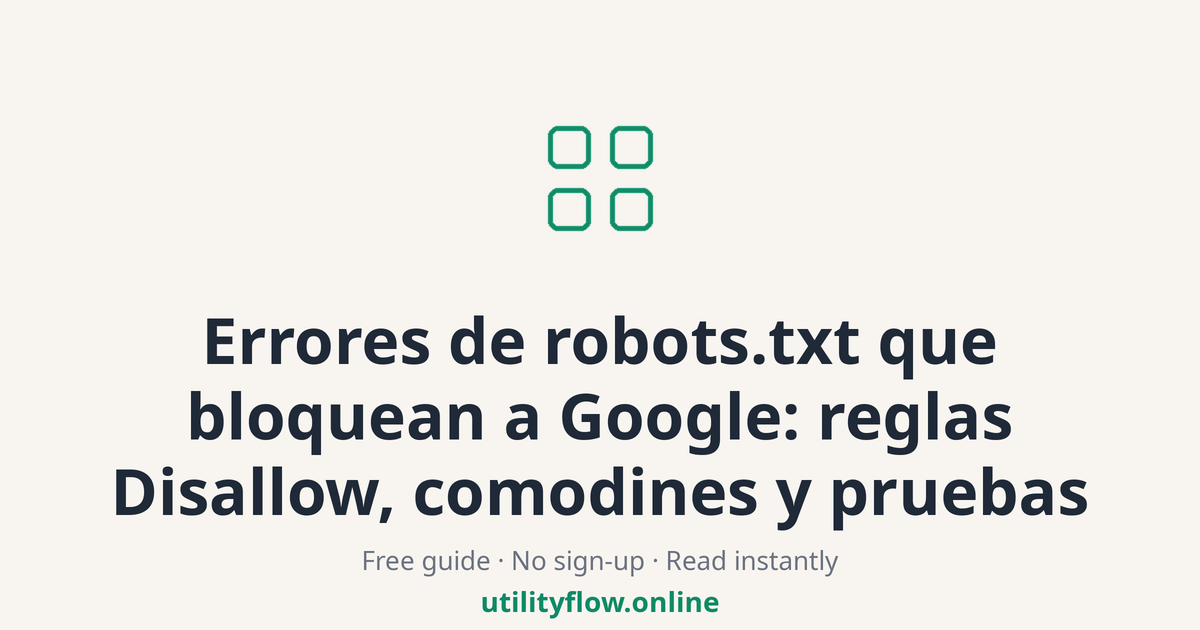 Errores de robots.txt que
bloquean a Google: reglas
Disallow, comodines y pruebas
Free guide · No sign-up · Read instantly
utilityflow.online